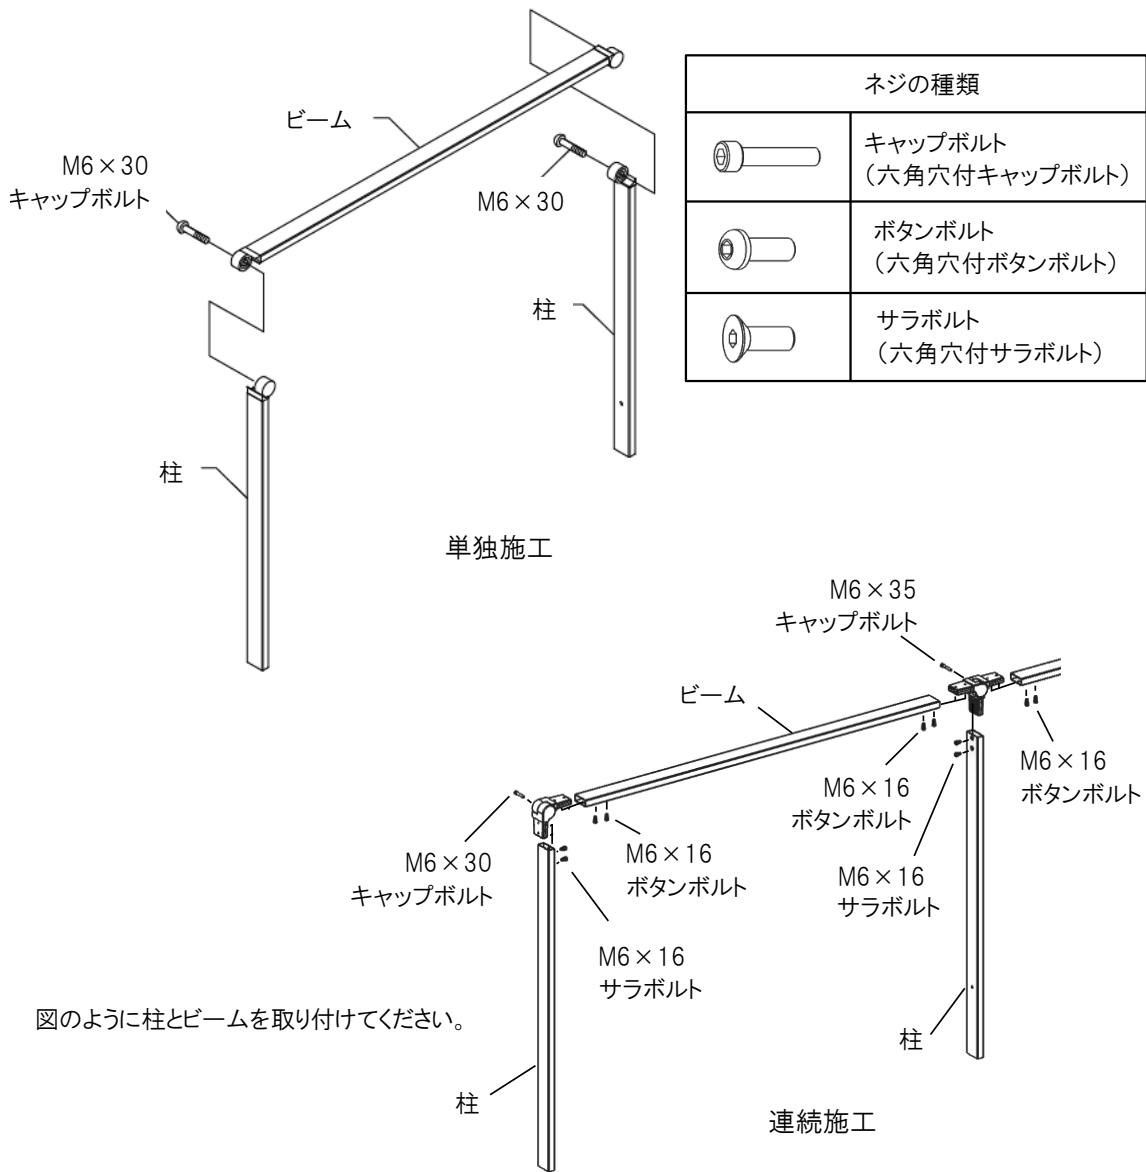 ビーム
M6×30
キャップボルト
M6×30
柱
柱
単独施工
ネジの種類
キャップボルト
（六角穴付キャップボルト）
ボタンボルト
（六角穴付ボタンボルト）
サラボルト
（六角穴付サラボルト）
M6×35
キャップボルト
ビーム
M6×16
ボタンボルト
M6×16
ボタンボルト
M6×30
キャップボルト
M6×16
ボタンボルト
M6×16
サラボルト
M6×16
サラボルト
図のように柱とビームを取り付けてください。
柱
柱
連続施工